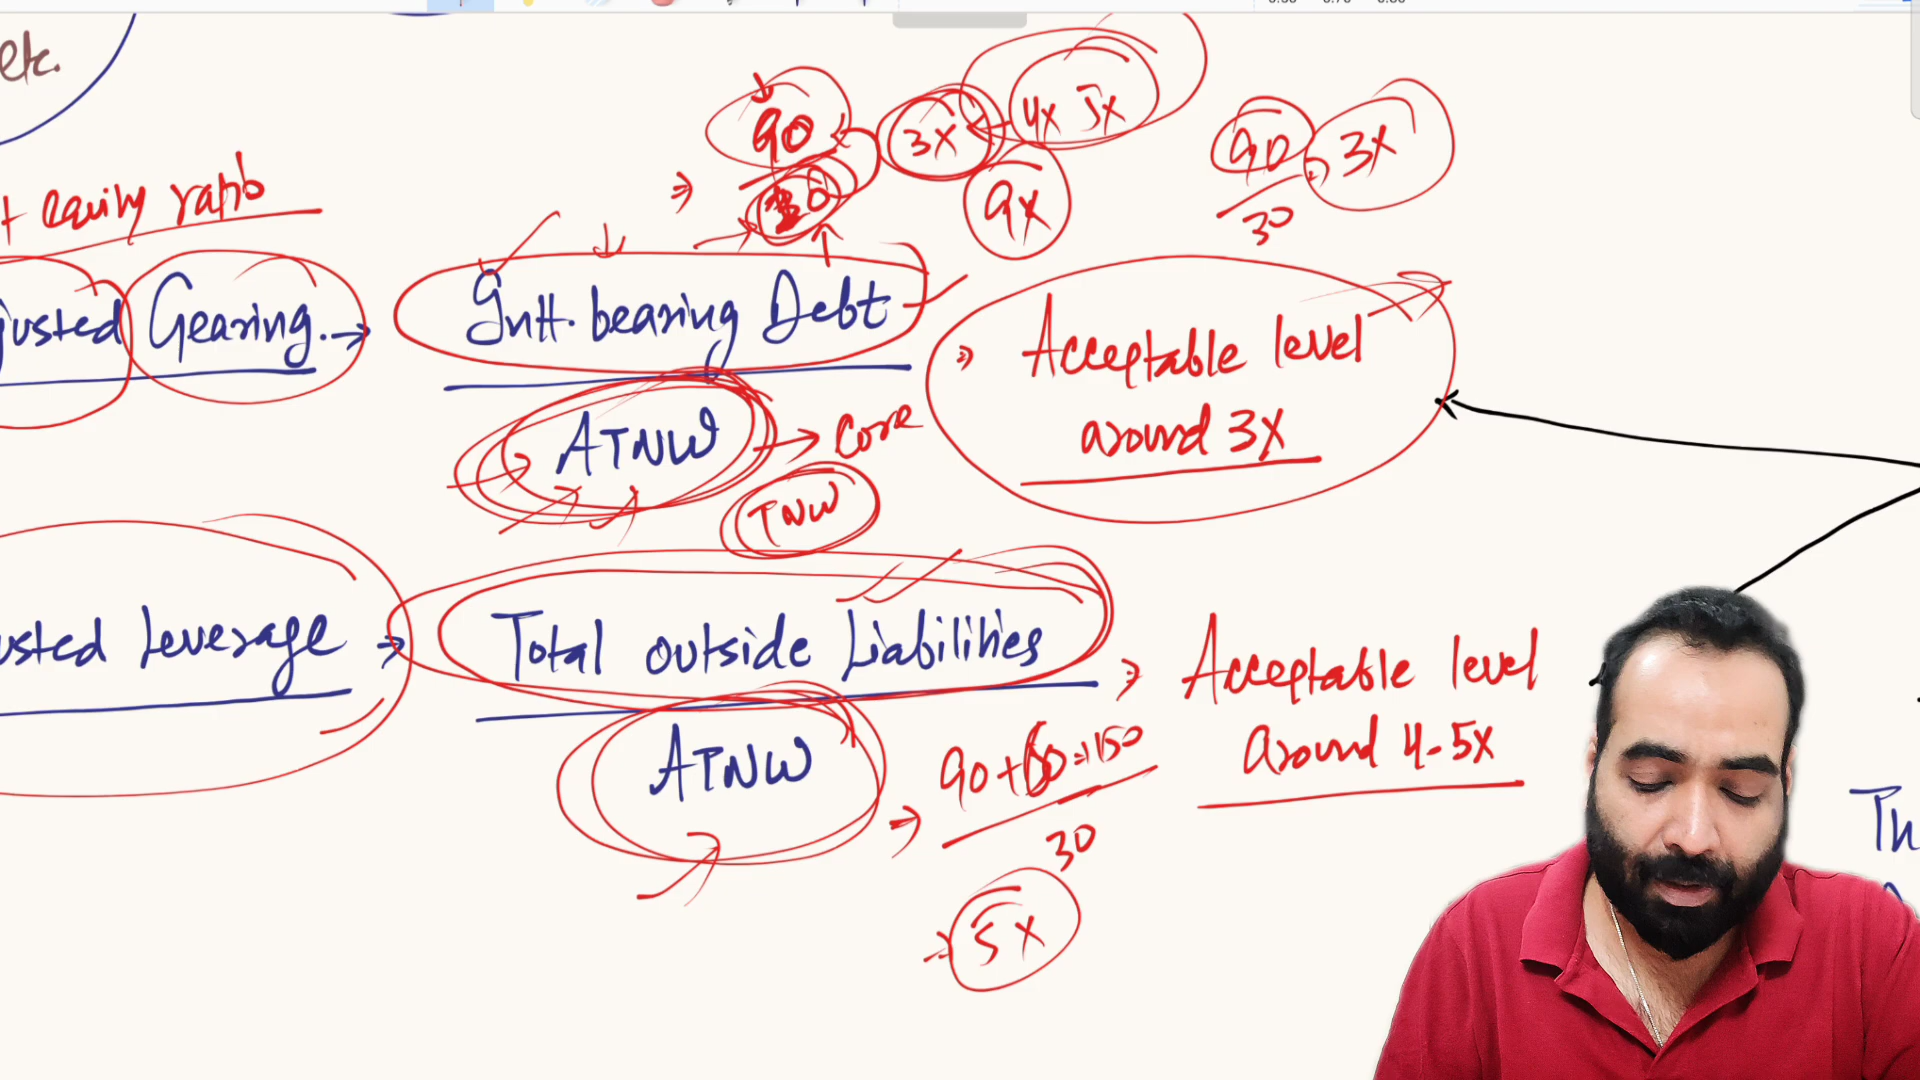 etc.
90
3x
4x 5x
9x
90
30
3x
+ equity ratio
justed Gearing. → Intt. bearing Debt
ATNW → Core
TNW
Acceptable level
around 3x
usted Leverage → Total outside Liabilities
ATNW
90+60=150
30
5x
Acceptable level
around 4-5x
Th